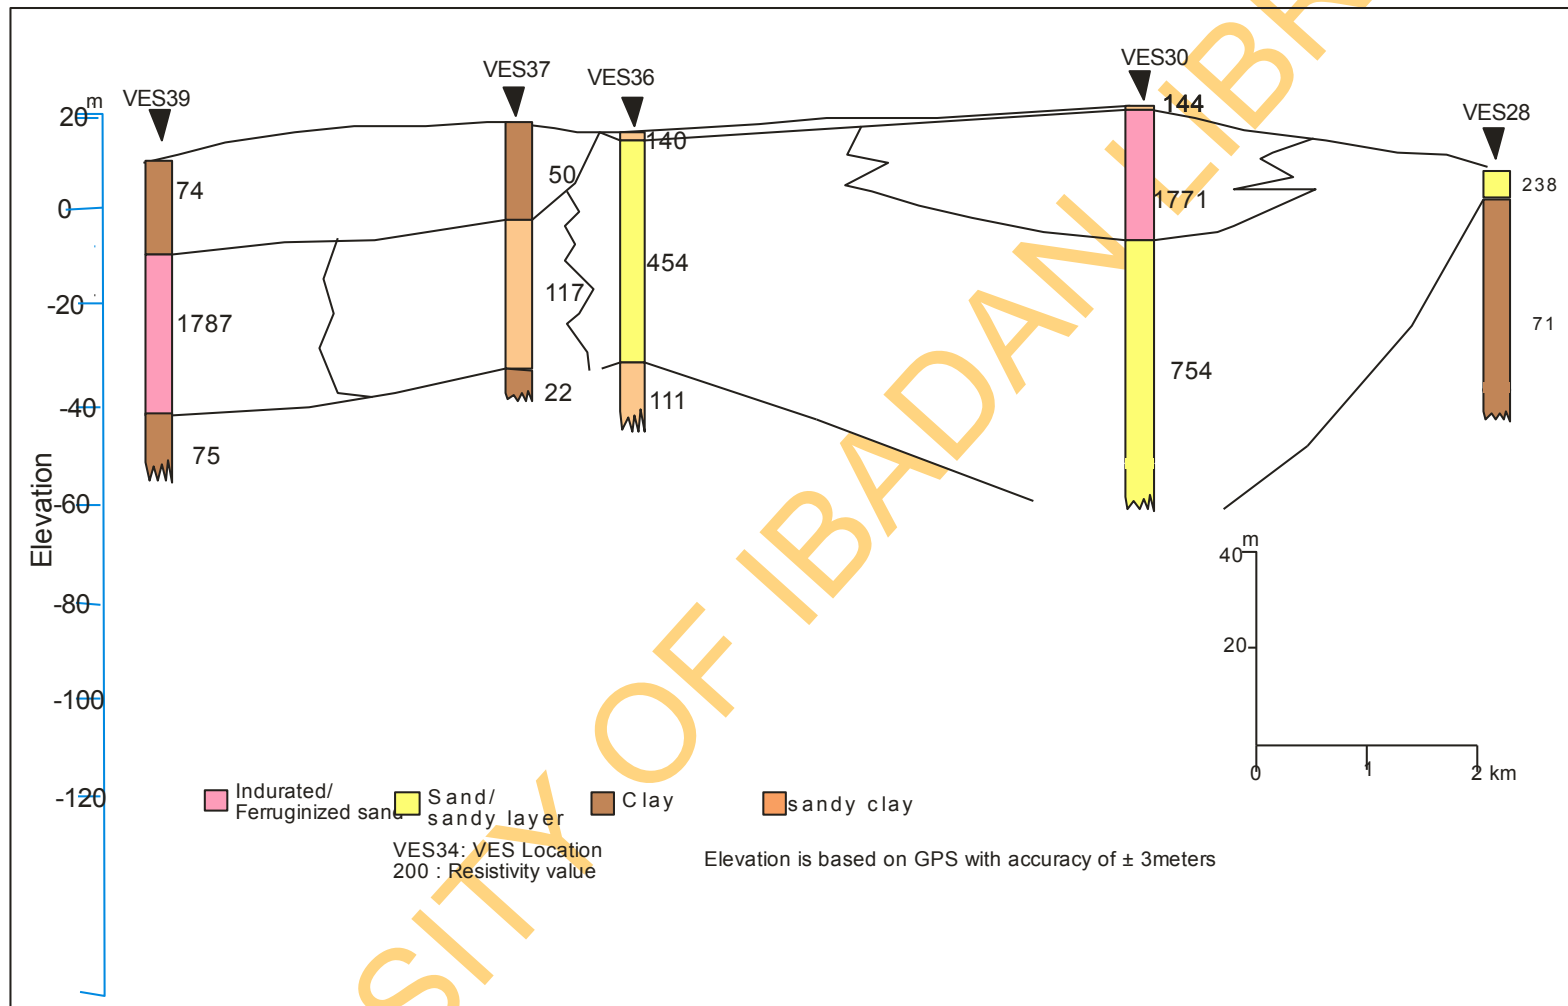 VES39
VES37
VES36
VES30
VES28
m
20
0
-20
-40
-60
-80
-100
-120
Elevation
74
1787
75
50
117
22
140
454
111
144
1771
754
238
71
m
40
20
0
1
2 km
Indurated/
Ferruginized sand
Sand/
sandy layer
Clay
sandy clay
VES34: VES Location
200 : Resistivity value
Elevation is based on GPS with accuracy of ± 3meters
SITY OF IBADAN LIBR